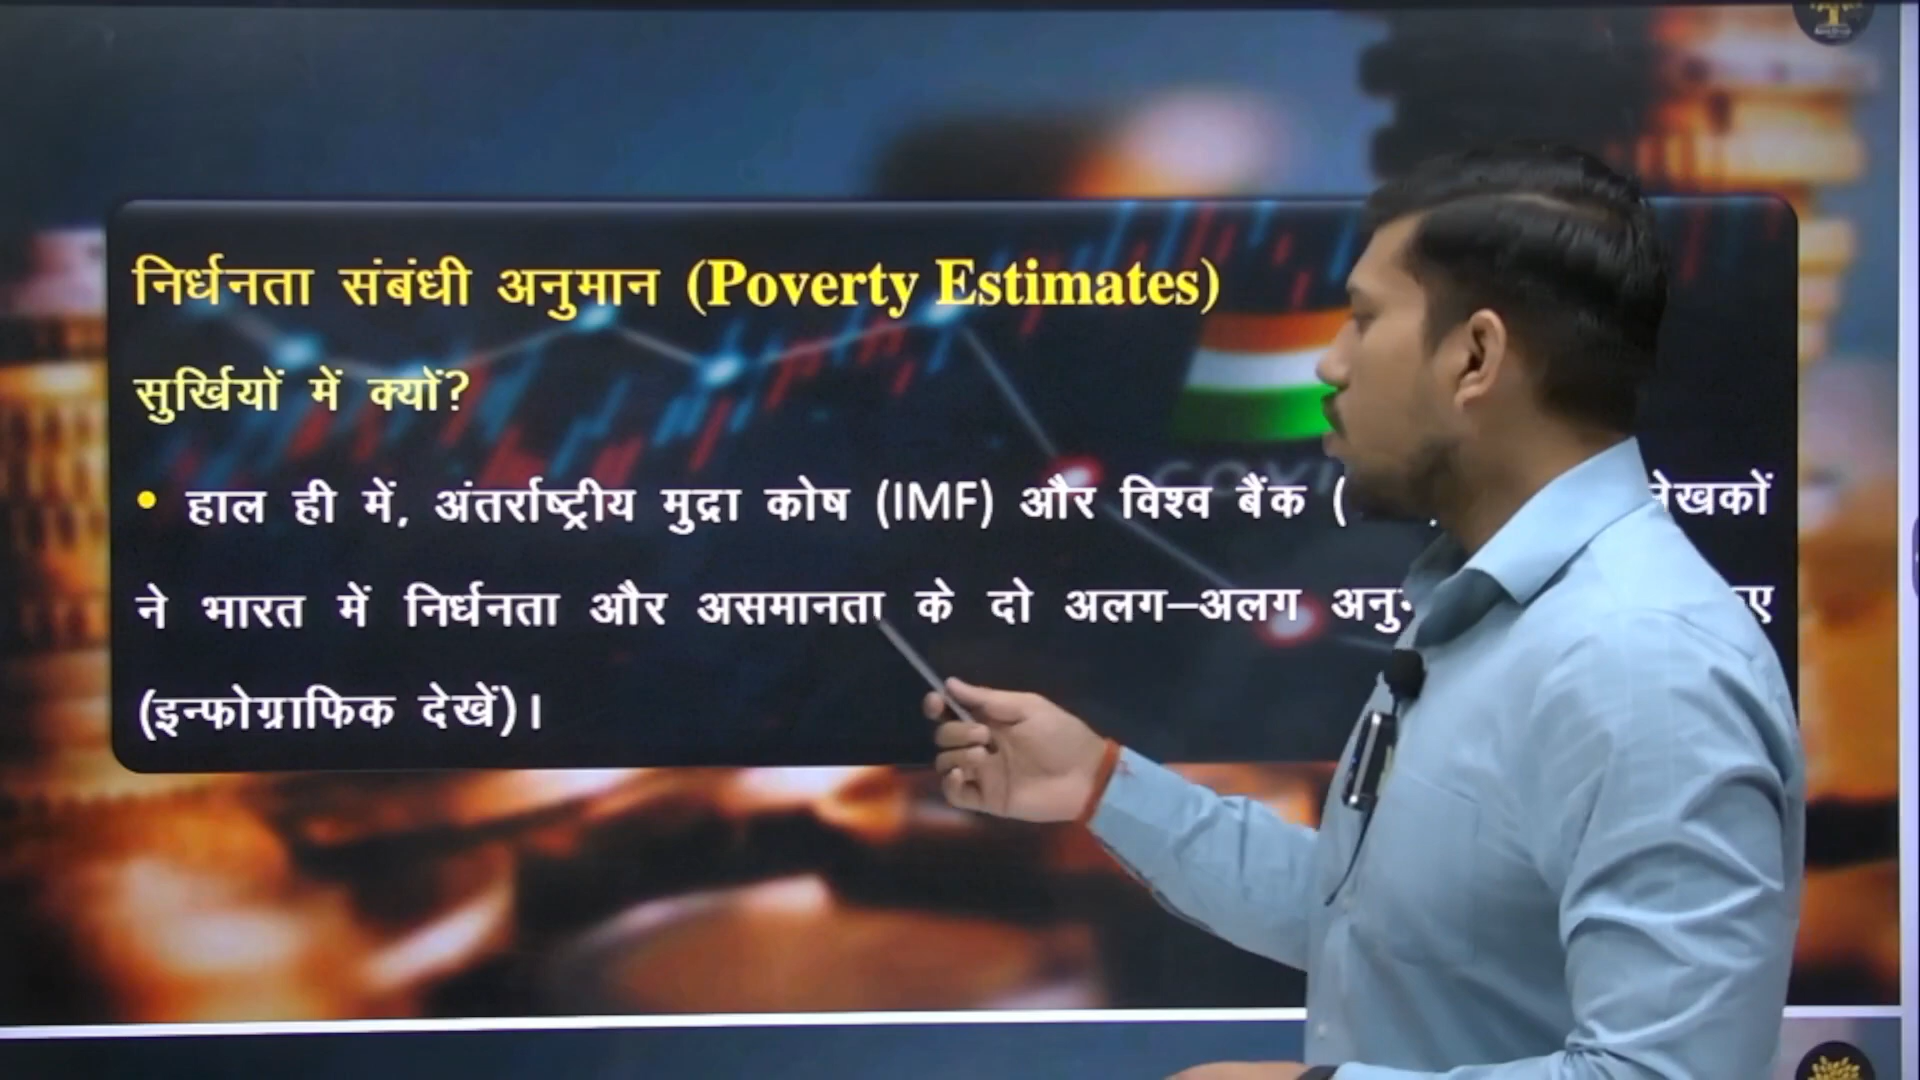 निर्धनता संबंधी अनुमान (Poverty Estimates)
सुर्खियों में क्यों?
• हाल ही में, अंतर्राष्ट्रीय मुद्रा कोष (IMF) और विश्व बैंक (
ने भारत में निर्धनता और असमानता के दो अलग–अलग
(इन्फोग्राफिक देखें)।